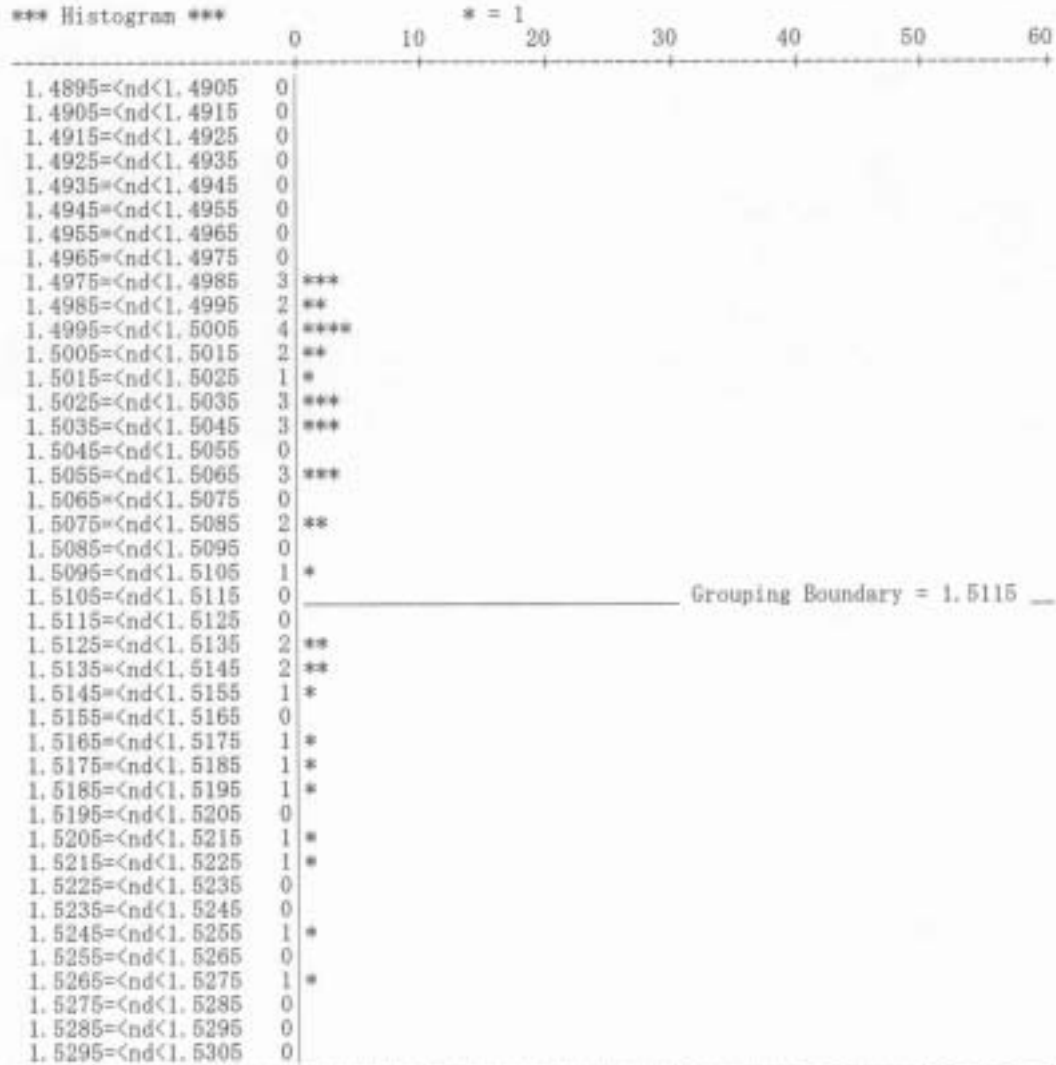 *** Histogram *** * = 1
0 10 20 30 40 50 60
1.4895=<nd<1.4905 0
1.4905=<nd<1.4915 0
1.4915=<nd<1.4925 0
1.4925=<nd<1.4935 0
1.4935=<nd<1.4945 0
1.4945=<nd<1.4955 0
1.4955=<nd<1.4965 0
1.4965=<nd<1.4975 0
1.4975=<nd<1.4985 3 ***
1.4985=<nd<1.4995 2 **
1.4995=<nd<1.5005 4 ****
1.5005=<nd<1.5015 2 **
1.5015=<nd<1.5025 1 *
1.5025=<nd<1.5035 3 ***
1.5035=<nd<1.5045 3 ***
1.5045=<nd<1.5055 0
1.5055=<nd<1.5065 3 ***
1.5065=<nd<1.5075 0
1.5075=<nd<1.5085 2 **
1.5085=<nd<1.5095 0
1.5095=<nd<1.5105 1 *
1.5105=<nd<1.5115 0 Grouping Boundary = 1.5115
1.5115=<nd<1.5125 0
1.5125=<nd<1.5135 2 **
1.5135=<nd<1.5145 2 **
1.5145=<nd<1.5155 1 *
1.5155=<nd<1.5165 0
1.5165=<nd<1.5175 1 *
1.5175=<nd<1.5185 1 *
1.5185=<nd<1.5195 1 *
1.5195=<nd<1.5205 0
1.5205=<nd<1.5215 1 *
1.5215=<nd<1.5225 1 *
1.5225=<nd<1.5235 0
1.5235=<nd<1.5245 0
1.5245=<nd<1.5255 1 *
1.5255=<nd<1.5265 0
1.5265=<nd<1.5275 1 *
1.5275=<nd<1.5285 0
1.5285=<nd<1.5295 0
1.5295=<nd<1.5305 0